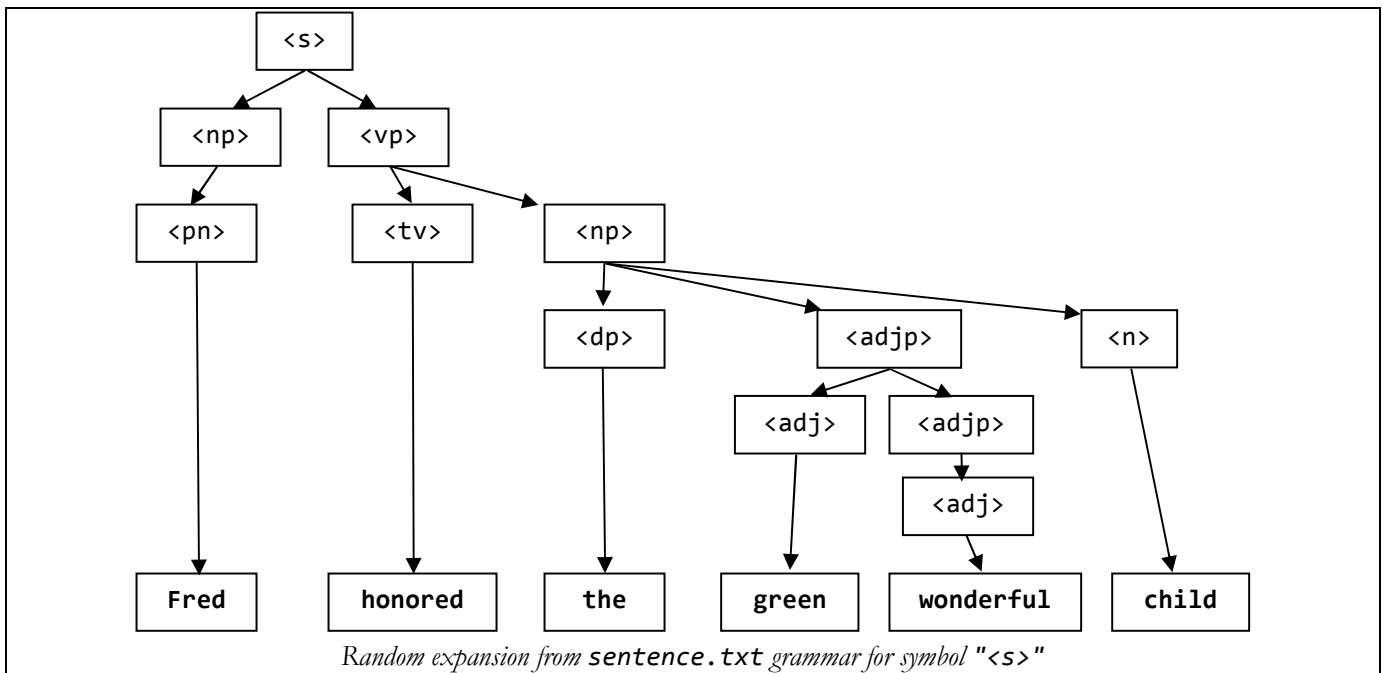 <s>
<np> <vp>
<pn> <tv> <np>
<dp> <adjp> <n>
<adj> <adjp>
<adj>
Fred honored the green wonderful child
Random expansion from sentence.txt grammar for symbol "<s>"